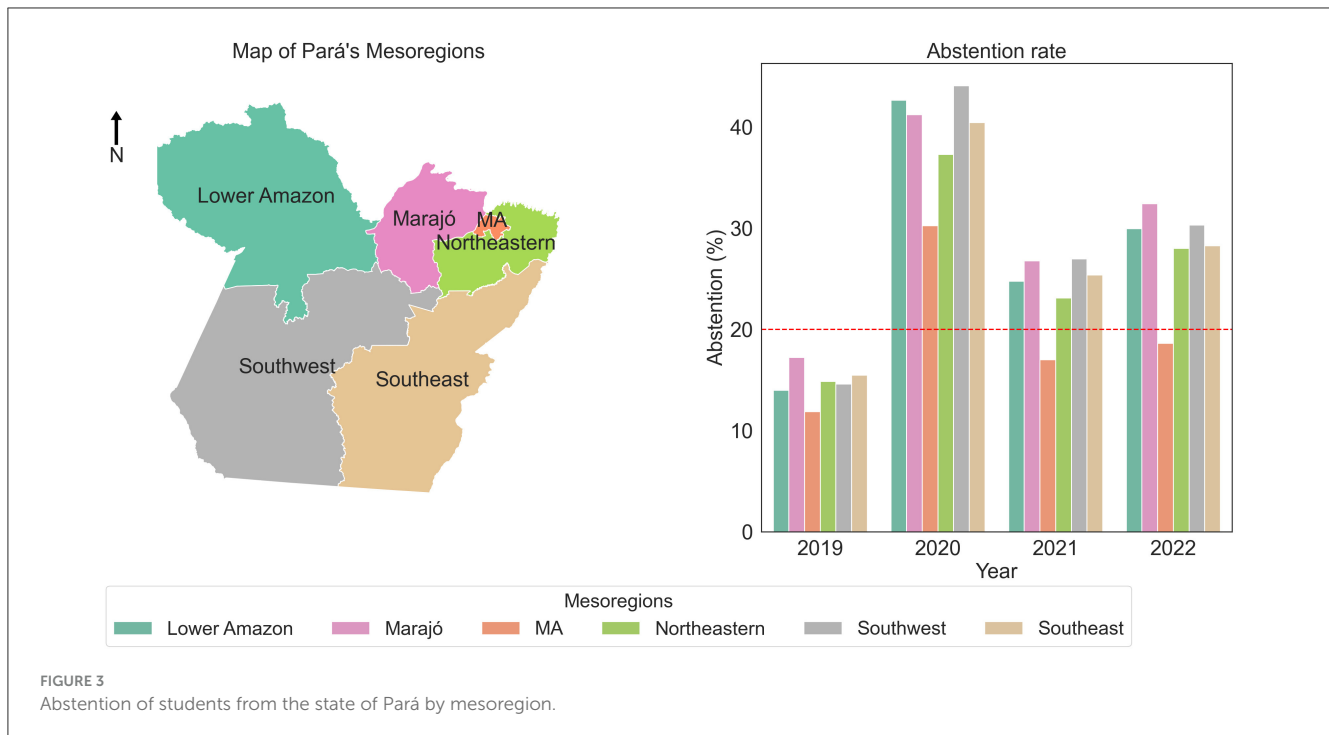 Map of Pará's Mesoregions
N
Lower Amazon
Marajó
MA
Northeastern
Southwest
Southeast
Abstention rate
Abstention (%)
40
30
20
10
0
2019 2020 2021 2022
Year
Mesoregions
Lower Amazon Marajó MA Northeastern Southwest Southeast
FIGURE 3
Abstention of students from the state of Pará by mesoregion.